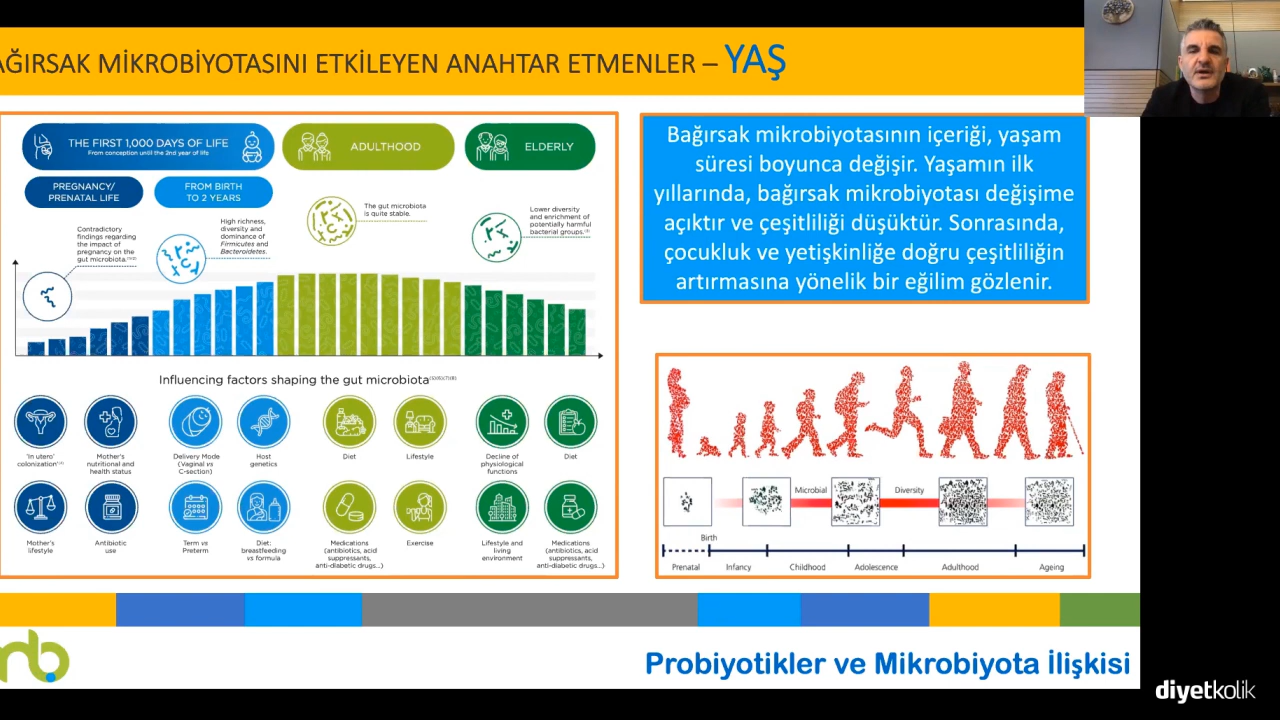 AĞIRSAK MİKROBİYOTASINI ETKİLEYEN ANAHTAR ETMENLER – YAŞ
THE FIRST 1,000 DAYS OF LIFE
From conception until the 2nd year of life
ADULTHOOD
ELDERLY
PREGNANCY/
PRENATAL LIFE
FROM BIRTH
TO 2 YEARS
Contradictory
findings regarding
the impact of
pregnancy on the
gut microbiota.
High richness,
diversity and
dominance of
Firmicutes and
Bacteroidetes.
The gut microbiota
is quite stable.
Lower diversity
and enrichment of
potentially harmful
bacterial groups.
Influencing factors shaping the gut microbiota
'In utero'
colonization
Mother's
nutritional and
health status
Delivery Mode
(Vaginal vs
C-section)
Host
genetics
Diet
Lifestyle
Decline of
physiological
functions
Diet
Mother's
lifestyle
Antibiotic
use
Term vs
Preterm
Diet:
breastfeeding
vs formula
Medications
(antibiotics, acid
suppressants,
anti-diabetic drugs...)
Exercise
Lifestyle and
living
environment
Medications
(antibiotics, acid
suppressants,
anti-diabetic drugs...)
Bağırsak mikrobiyotasının içeriği, yaşam
süresi boyunca değişir. Yaşamın ilk
yıllarında, bağırsak mikrobiyotası değişime
açıktır ve çeşitliliği düşüktür. Sonrasında,
çocukluk ve yetişkinliğe doğru çeşitliliğin
artırmasına yönelik bir eğilim gözlenir.
Microbial
Diversity
Birth
Prenatal
Infancy
Childhood
Adolescence
Adulthood
Ageing
Probiyotikler ve Mikrobiyota İlişkisi
diyetkolik